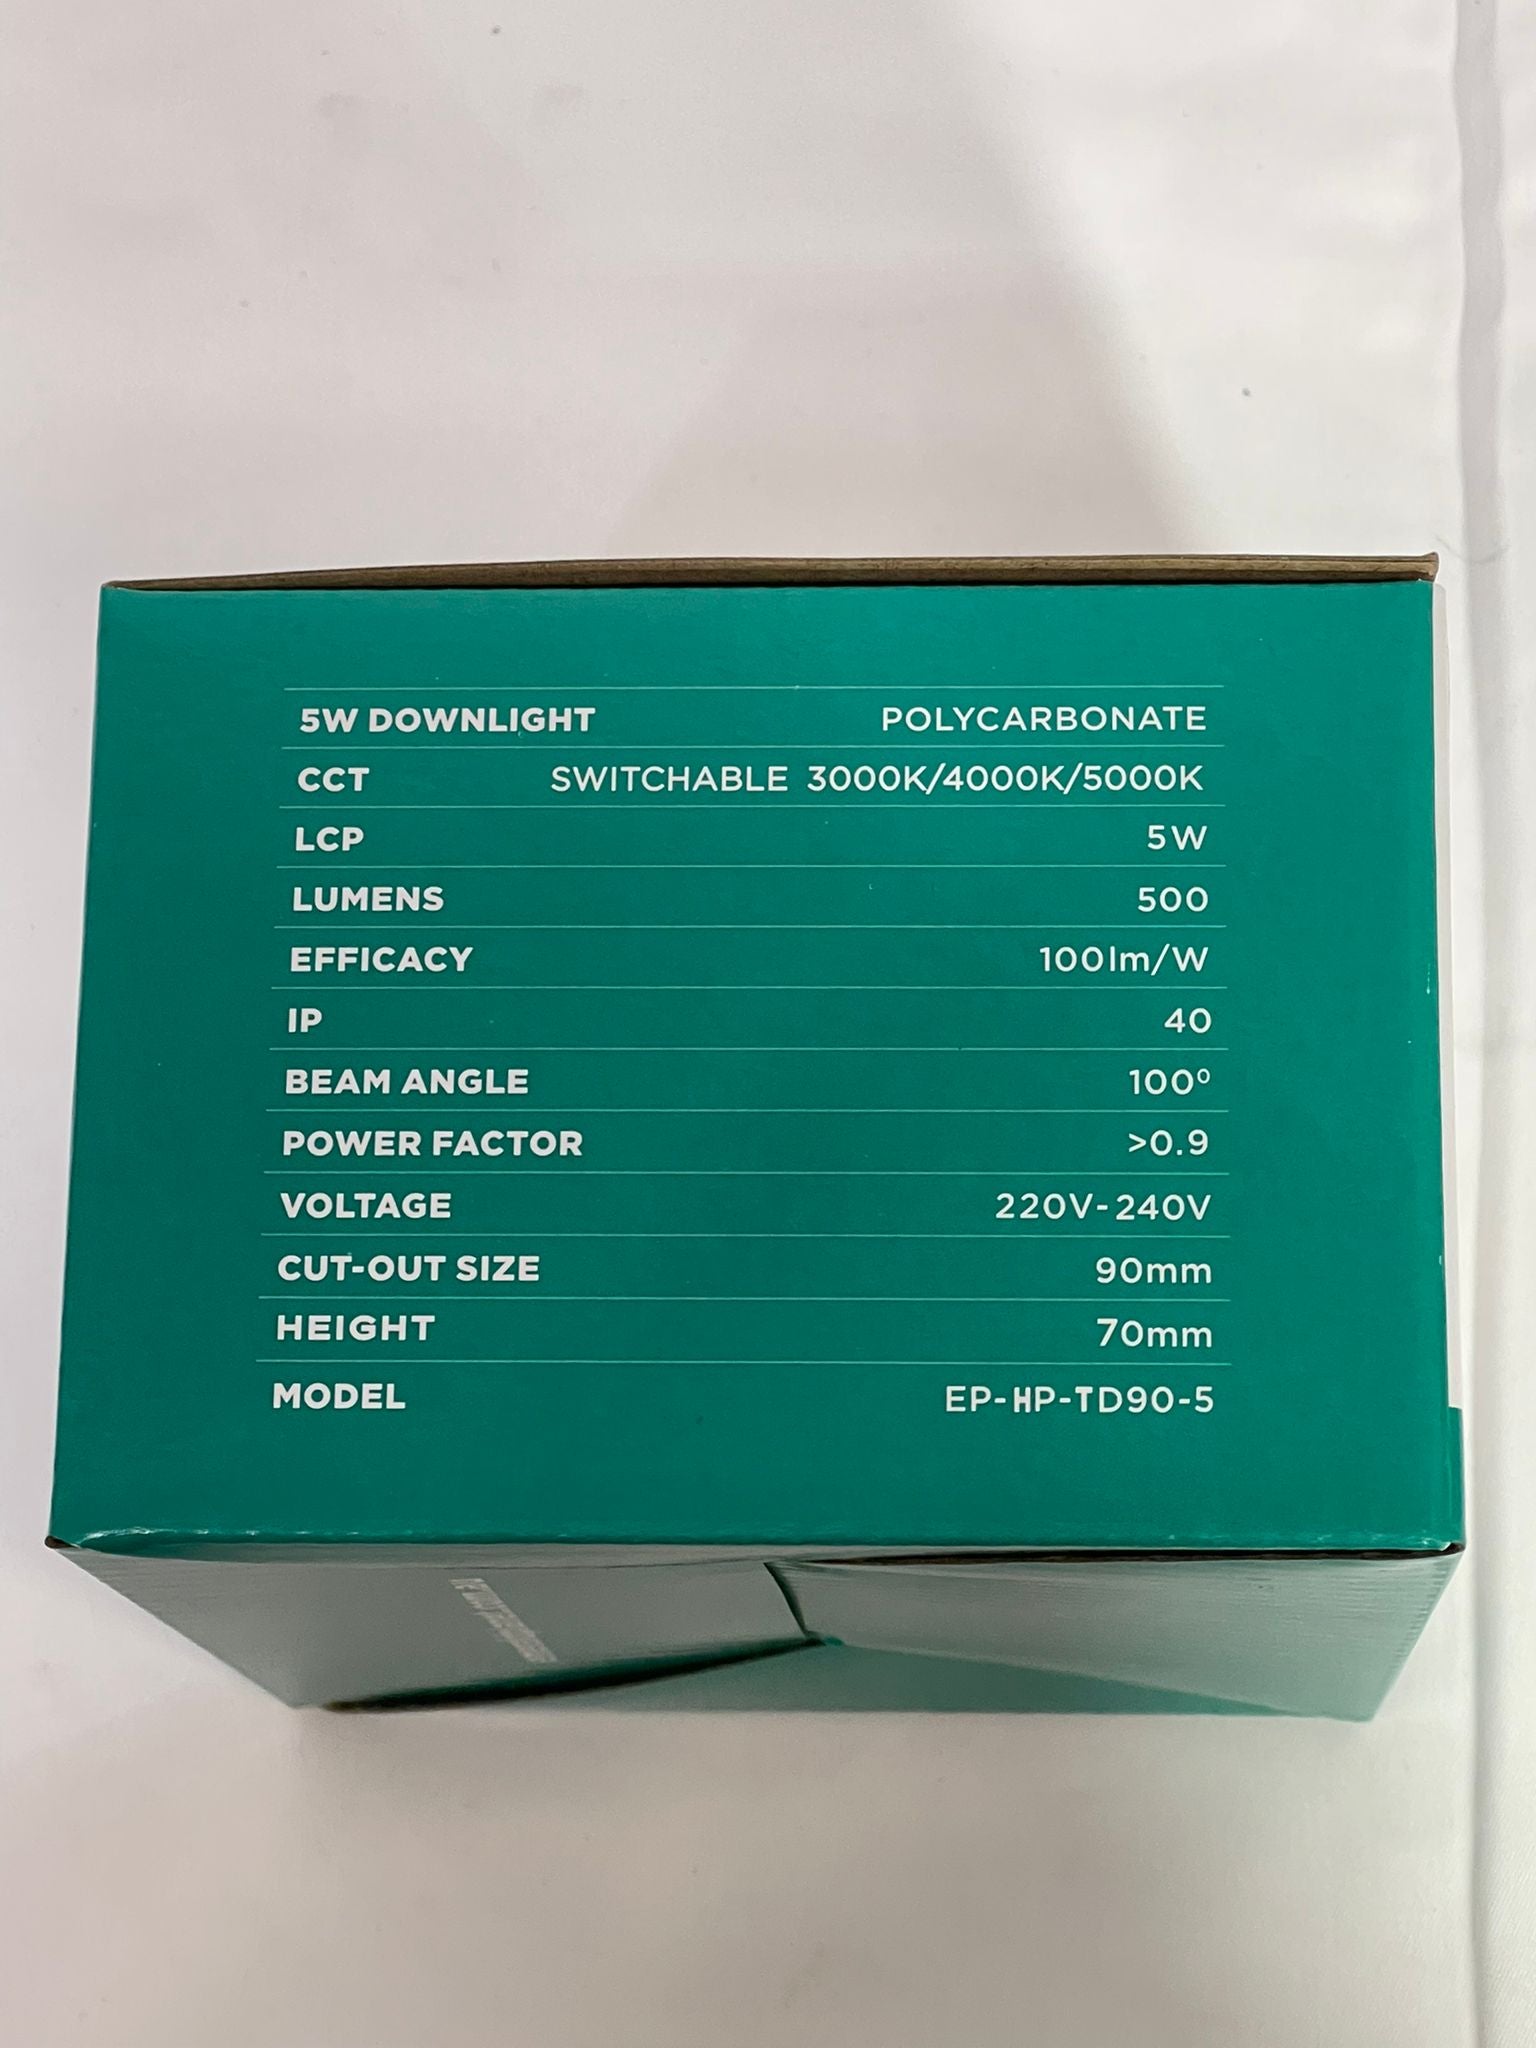 5W DOWNLIGHT POLYCARBONATE
CCT SWITCHABLE 3000K/4000K/5000K
LCP 5W
LUMENS 500
EFFICACY 100lm/W
IP 40
BEAM ANGLE 100º
POWER FACTOR >0.9
VOLTAGE 220V-240V
CUT-OUT SIZE 90mm
HEIGHT 70mm
MODEL EP-HP-TD90-5